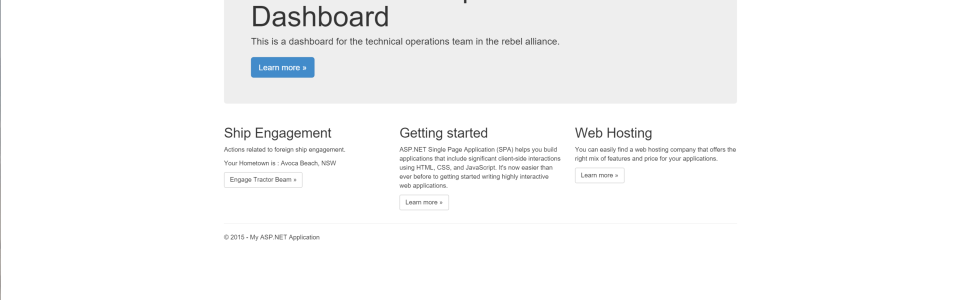 Dashboard
This is a dashboard for the technical operations team in the rebel alliance.
Learn more »
Ship Engagement
Actions related to foreign ship engagement.
Your Hometown is : Avoca Beach, NSW
Engage Tractor Beam »
Getting started
ASP.NET Single Page Application (SPA) helps you build
applications that include significant client-side interactions
using HTML, CSS, and JavaScript. It's now easier than
ever before to getting started writing highly interactive
web applications.
Learn more »
Web Hosting
You can easily find a web hosting company that offers the
right mix of features and price for your applications.
Learn more »
© 2015 - My ASP.NET Application